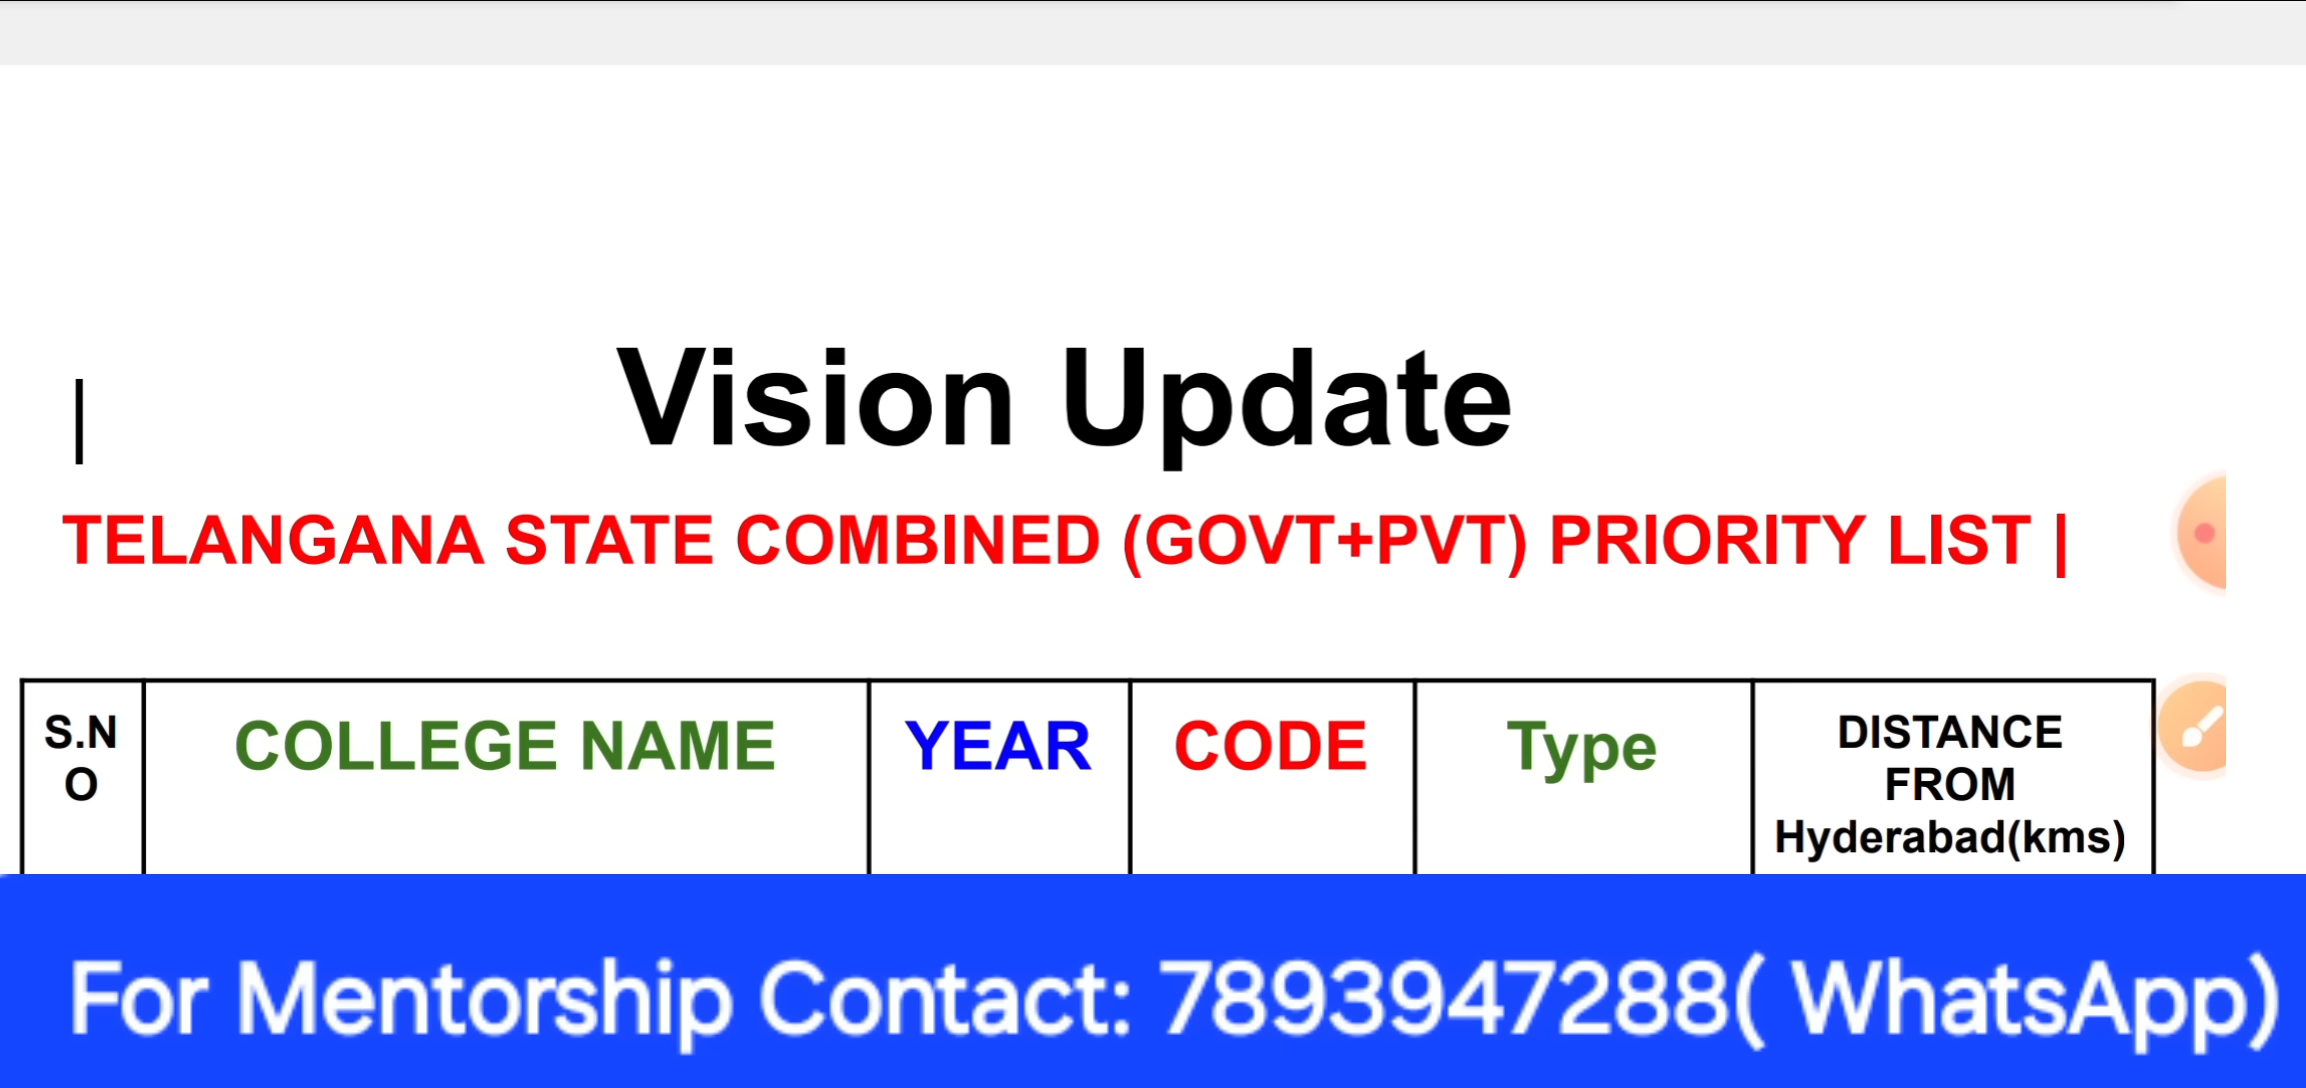 Vision Update
TELANGANA STATE COMBINED (GOVT+PVT) PRIORITY LIST |
S.N
O
COLLEGE NAME
YEAR
CODE
Type
DISTANCE
FROM
Hyderabad(kms)
For Mentorship Contact: 7893947288( WhatsApp)